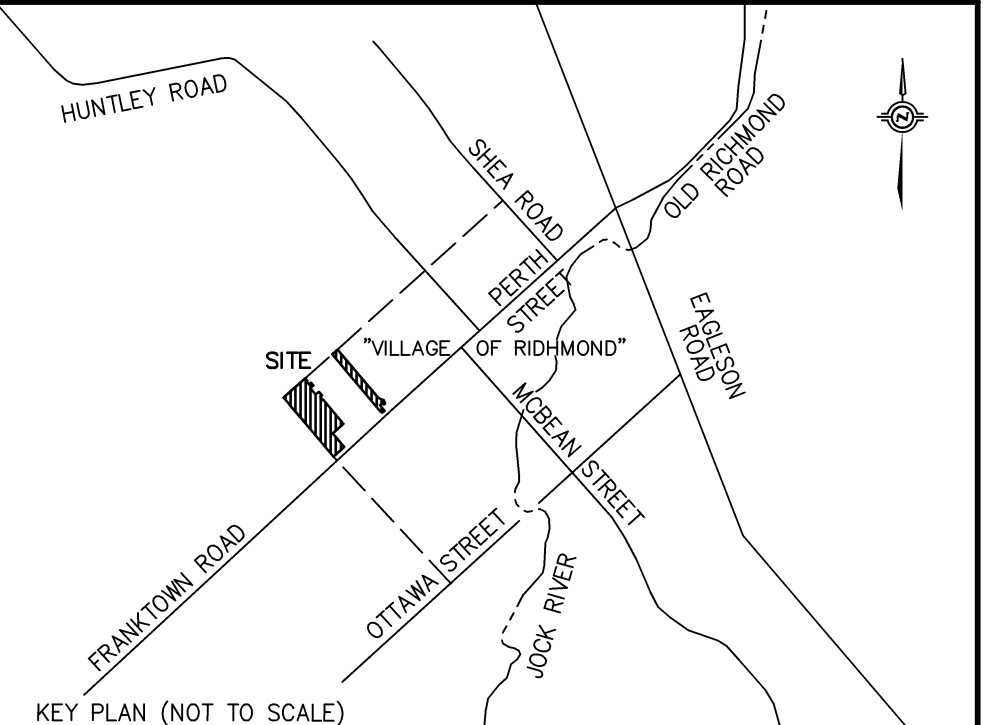 HUNTLEY ROAD
SHEA ROAD
OLD RICHMOND
ROAD
N
PERTH
STREET
EAGLESON
ROAD
SITE
"VILLAGE OF RIDHMOND"
MCBEAN STREET
OTTAWA STREET
FRANKTOWN ROAD
JOCK RIVER
KEY PLAN (NOT TO SCALE)